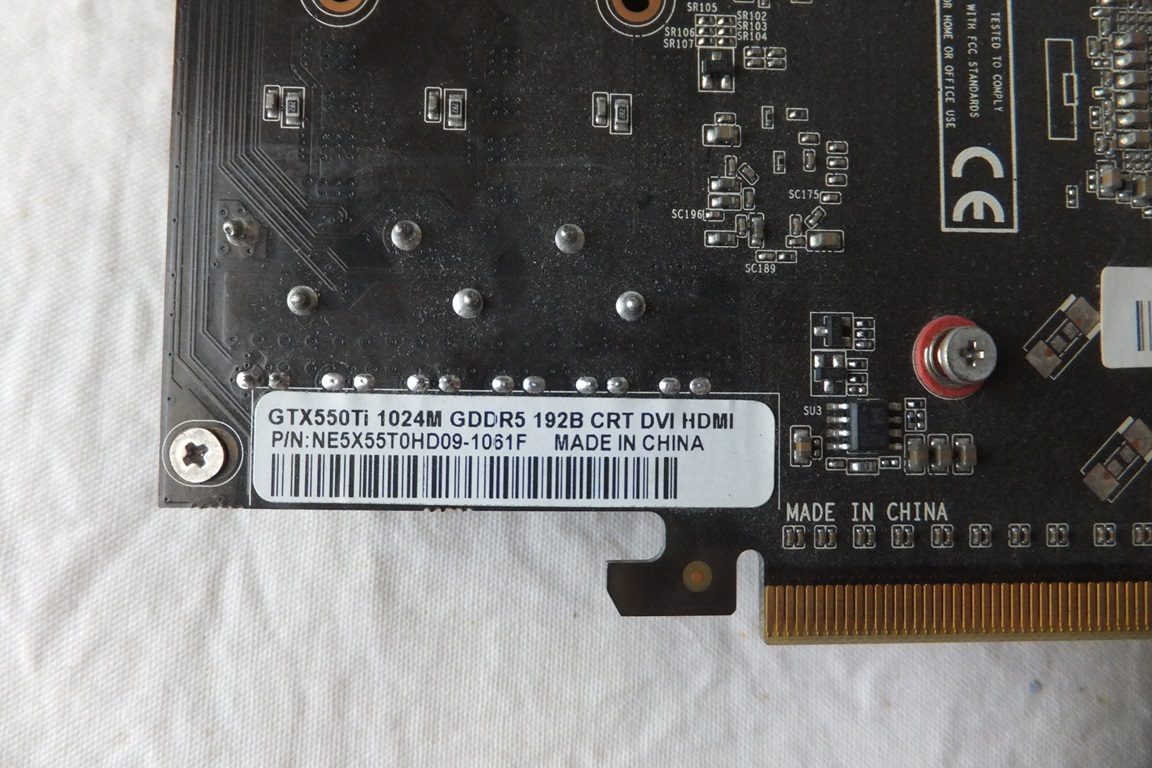 SR105
SR102
SR103
SR106
SR104
SR107
TESTED TO COMPLY
WITH FCC STANDARDS
OR HOME OR OFFICE USE
CE
SC175
SC196
SC189
SU3
GTX550Ti 1024M GDDR5 192B CRT DVI HDMI
P/N:NE5X55T0HD09-1061F MADE IN CHINA
MADE IN CHINA